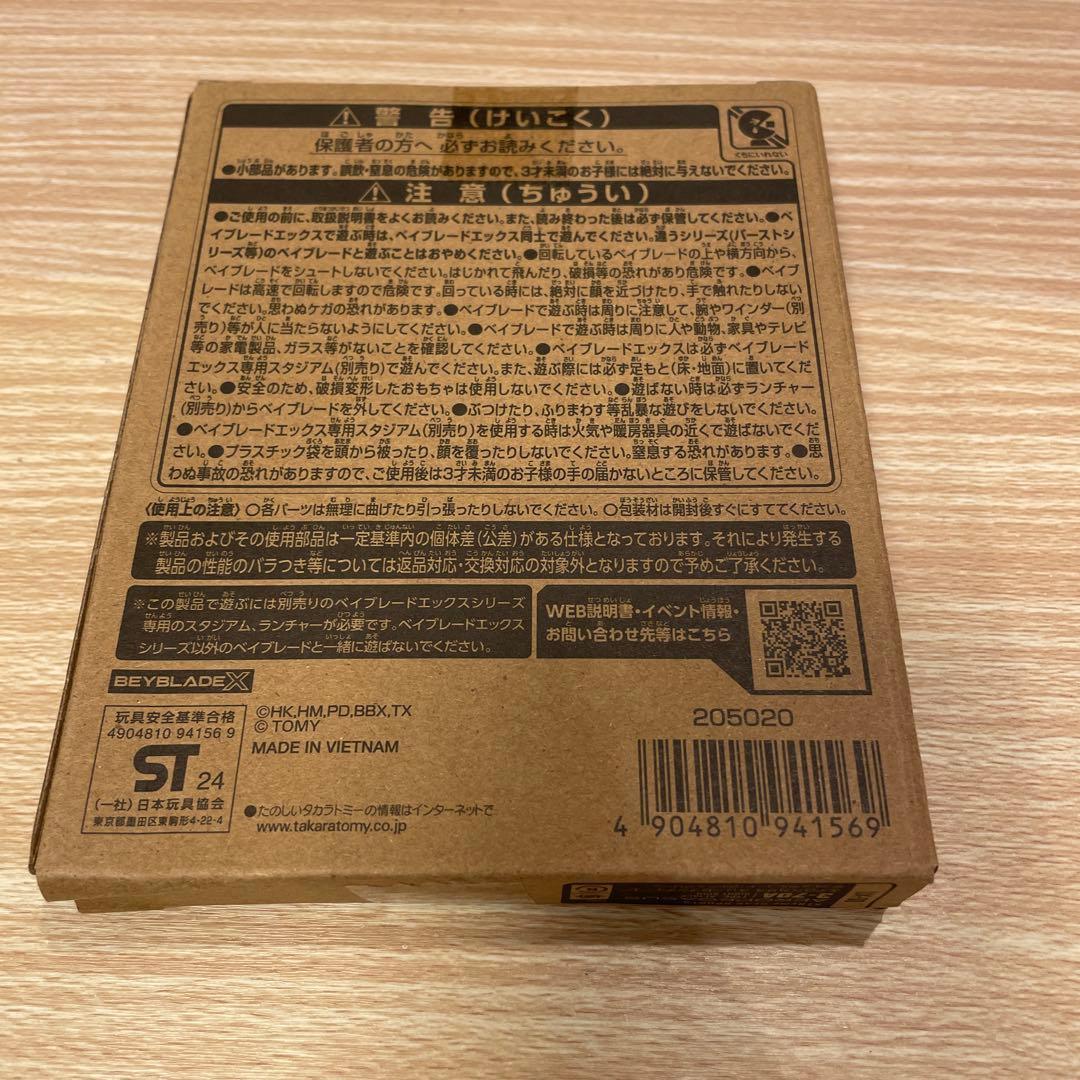 ⚠ 警告(けいこく)
保護者の方へ 必ずお読みください。
●小部品があります。誤飲・窒息の危険がありますので、3才未満のお子様には絶対に与えないでください。
くちにいれない
⚠ 注意(ちゅうい)
●ご使用の前に、取扱説明書をよくお読みください。また、読み終わった後は必ず保管してください。●ベ
イブレードエックスで遊ぶ時は、ベイブレードエックス同士で遊んでください。違うシリーズ(バーストシ
リーズ等)のベイブレードと遊ぶことはおやめください。●回転しているベイブレードの上や横方向から、
ベイブレードをシュートしないでください。はじかれて飛んだり、破損等の恐れがあり危険です。●ベイブ
レードは高速で回転しますので危険です。回っている時には、絶対に顔を近づけたり、手で触れたりしない
でください。思わぬケガの恐れがあります。●ベイブレードで遊ぶ時は周りに注意して、腕やワインダー(別
売り)等が人に当たらないようにしてください。●ベイブレードで遊ぶ時は周りに人や動物、家具やテレビ
等の家電製品、ガラス等がないことを確認してください。●ベイブレードエックスは必ずベイブレード
エックス専用スタジアム(別売り)で遊んでください。また、遊ぶ際には必ず足もと(床・地面)に置いてくだ
さい。●安全のため、破損変形したおもちゃは使用しないでください。●遊ばない時は必ずランチャー
(別売り)からベイブレードを外してください。●ぶつけたり、ふりまわす等乱暴な遊びをしないでください。
●ベイブレードエックス専用スタジアム(別売り)を使用する時は火気や暖房器具の近くで遊ばないでくだ
さい。●プラスチック袋を頭から被ったり、顔を覆ったりしないでください。窒息する恐れがあります。●思
わぬ事故の恐れがありますので、ご使用後は3才未満のお子様の手の届かないところに保管してください。
〈使用上の注意〉○各パーツは無理に曲げたり引っ張ったりしないでください。○包装材は開封後すぐにすててください。
※製品およびその使用部品は一定基準内の個体差(公差)がある仕様となっております。それにより発生する
製品の性能のバラつき等については返品対応・交換対応の対象外となりますので予めご了承ください。
※この製品で遊ぶには別売りのベイブレードエックスシリーズ
専用のスタジアム、ランチャーが必要です。ベイブレードエックス
シリーズ以外のベイブレードと一緒に遊ばないでください。
WEB説明書・イベント情報・
お問い合わせ先等はこちら
BEYBLADE X
玩具安全基準合格
4904810 94156 9
ST 24
(一社)日本玩具協会
東京都墨田区東駒形4-22-4
©HK,HM,PD,BBX,TX
© TOMY
MADE IN VIETNAM
●たのしいタカラトミーの情報はインターネットで
www.takaratomy.co.jp
205020
4 904810 941569